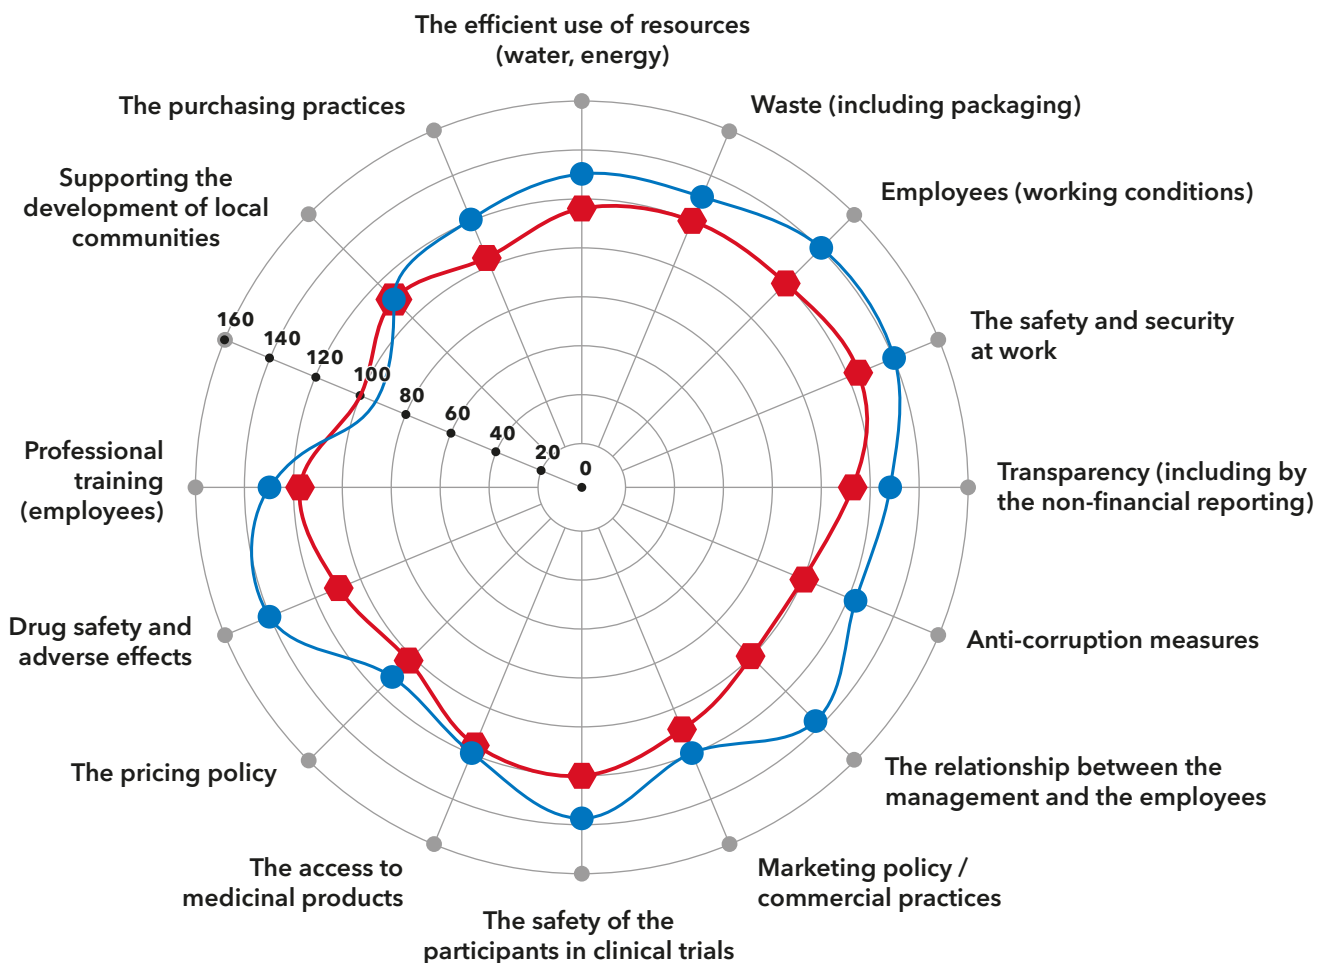 The efficient use of resources
(water, energy)
Waste (including packaging)
Employees (working conditions)
The safety and security
at work
Transparency (including by
the non-financial reporting)
Anti-corruption measures
The relationship between the
management and the employees
Marketing policy /
commercial practices
The safety of the
participants in clinical trials
The access to
medicinal products
The pricing policy
Drug safety and
adverse effects
Professional
training
(employees)
Supporting the
development of local
communities
The purchasing practices
160
140
120
100
80
60
40
20
0